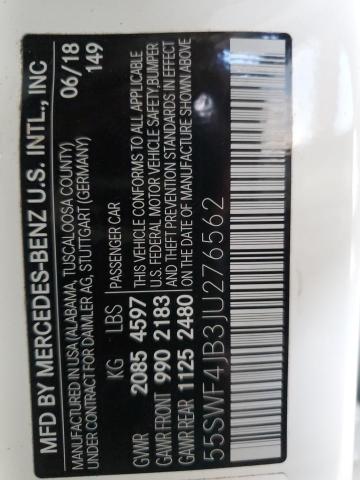 MFD BY MERCEDES-BENZ U.S. INTL., INC
MANUFACTURED IN USA (ALABAMA, TUSCALOOSA COUNTY) 06/18
UNDER CONTRACT FOR DAIMLER AG, STUTTGART (GERMANY) 149
KG LBS PASSENGER CAR
GVWR 2085 4597 THIS VEHICLE CONFORMS TO ALL APPLICABLE
GAWR FRONT 990 2183 U.S. FEDERAL MOTOR VEHICLE SAFETY, BUMPER
GAWR REAR 1125 2480 AND THEFT PREVENTION STANDARDS IN EFFECT
ON THE DATE OF MANUFACTURE SHOWN ABOVE
55SWF4JB3JU276562